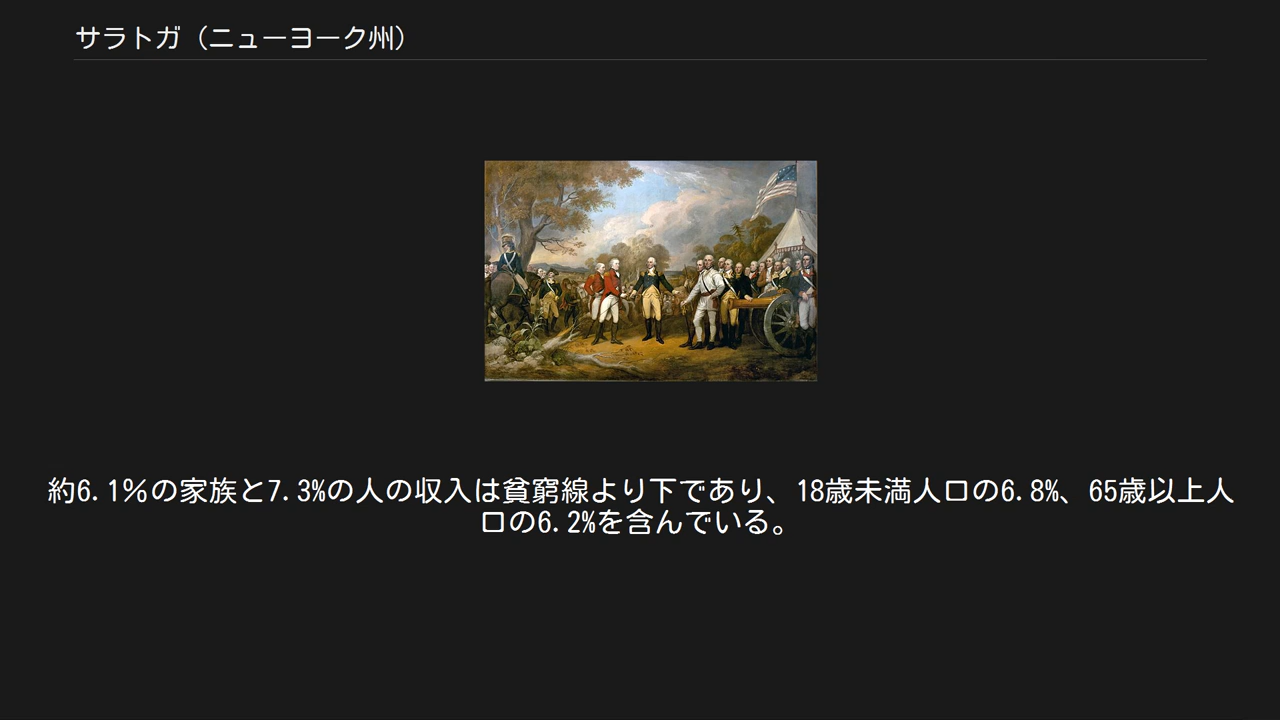 サラトガ（ニューヨーク州）
約6.1%の家族と7.3%の人の収入は貧窮線より下であり、18歳未満人口の6.8%、65歳以上人
口の6.2%を含んでいる。